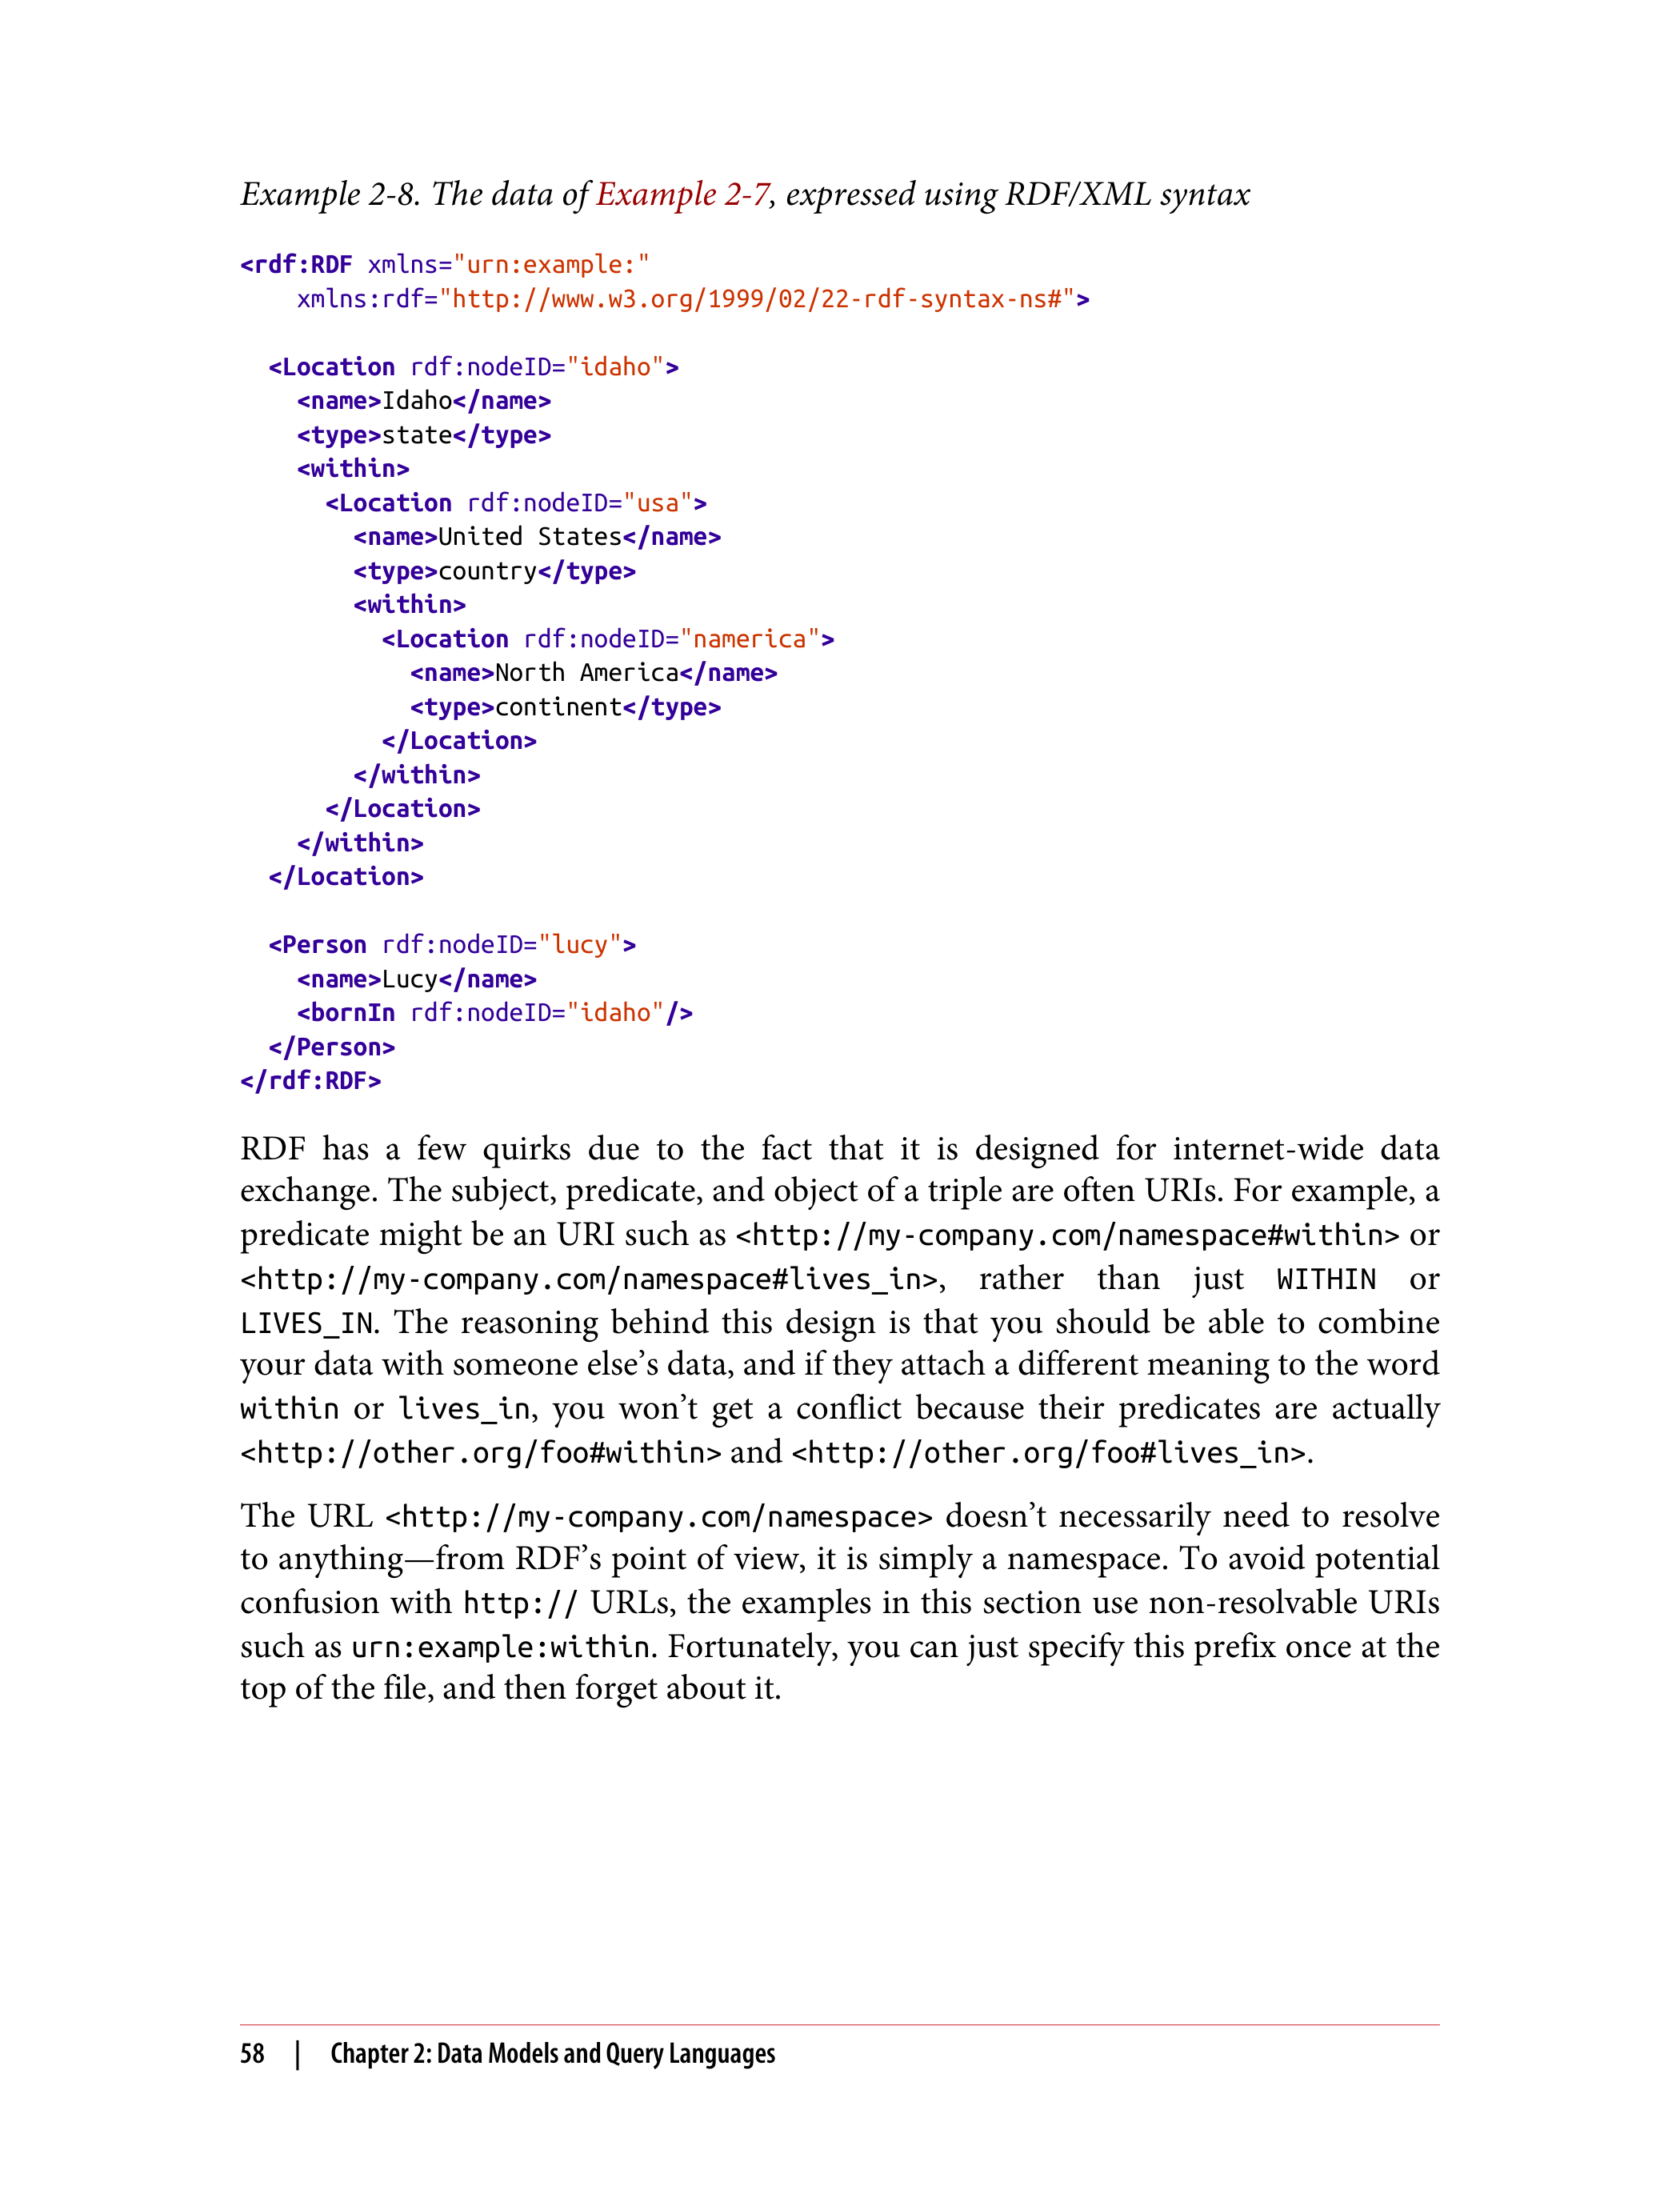 Example 2-8. The data of Example 2-7, expressed using RDF/XML syntax
<rdf:RDF xmlns="urn:example:"
    xmlns:rdf="http://www.w3.org/1999/02/22-rdf-syntax-ns#">

  <Location rdf:nodeID="idaho">
    <name>Idaho</name>
    <type>state</type>
    <within>
      <Location rdf:nodeID="usa">
        <name>United States</name>
        <type>country</type>
        <within>
          <Location rdf:nodeID="namerica">
            <name>North America</name>
            <type>continent</type>
          </Location>
        </within>
      </Location>
    </within>
  </Location>

  <Person rdf:nodeID="lucy">
    <name>Lucy</name>
    <bornIn rdf:nodeID="idaho"/>
  </Person>
</rdf:RDF>
RDF has a few quirks due to the fact that it is designed for internet-wide data
exchange. The subject, predicate, and object of a triple are often URIs. For example, a
predicate might be an URI such as <http://my-company.com/namespace#within> or
<http://my-company.com/namespace#lives_in>, rather than just WITHIN or
LIVES_IN. The reasoning behind this design is that you should be able to combine
your data with someone else’s data, and if they attach a different meaning to the word
within or lives_in, you won’t get a conflict because their predicates are actually
<http://other.org/foo#within> and <http://other.org/foo#lives_in>.
The URL <http://my-company.com/namespace> doesn’t necessarily need to resolve
to anything—from RDF’s point of view, it is simply a namespace. To avoid potential
confusion with http:// URLs, the examples in this section use non-resolvable URIs
such as urn:example:within. Fortunately, you can just specify this prefix once at the
top of the file, and then forget about it.
58 | Chapter 2: Data Models and Query Languages